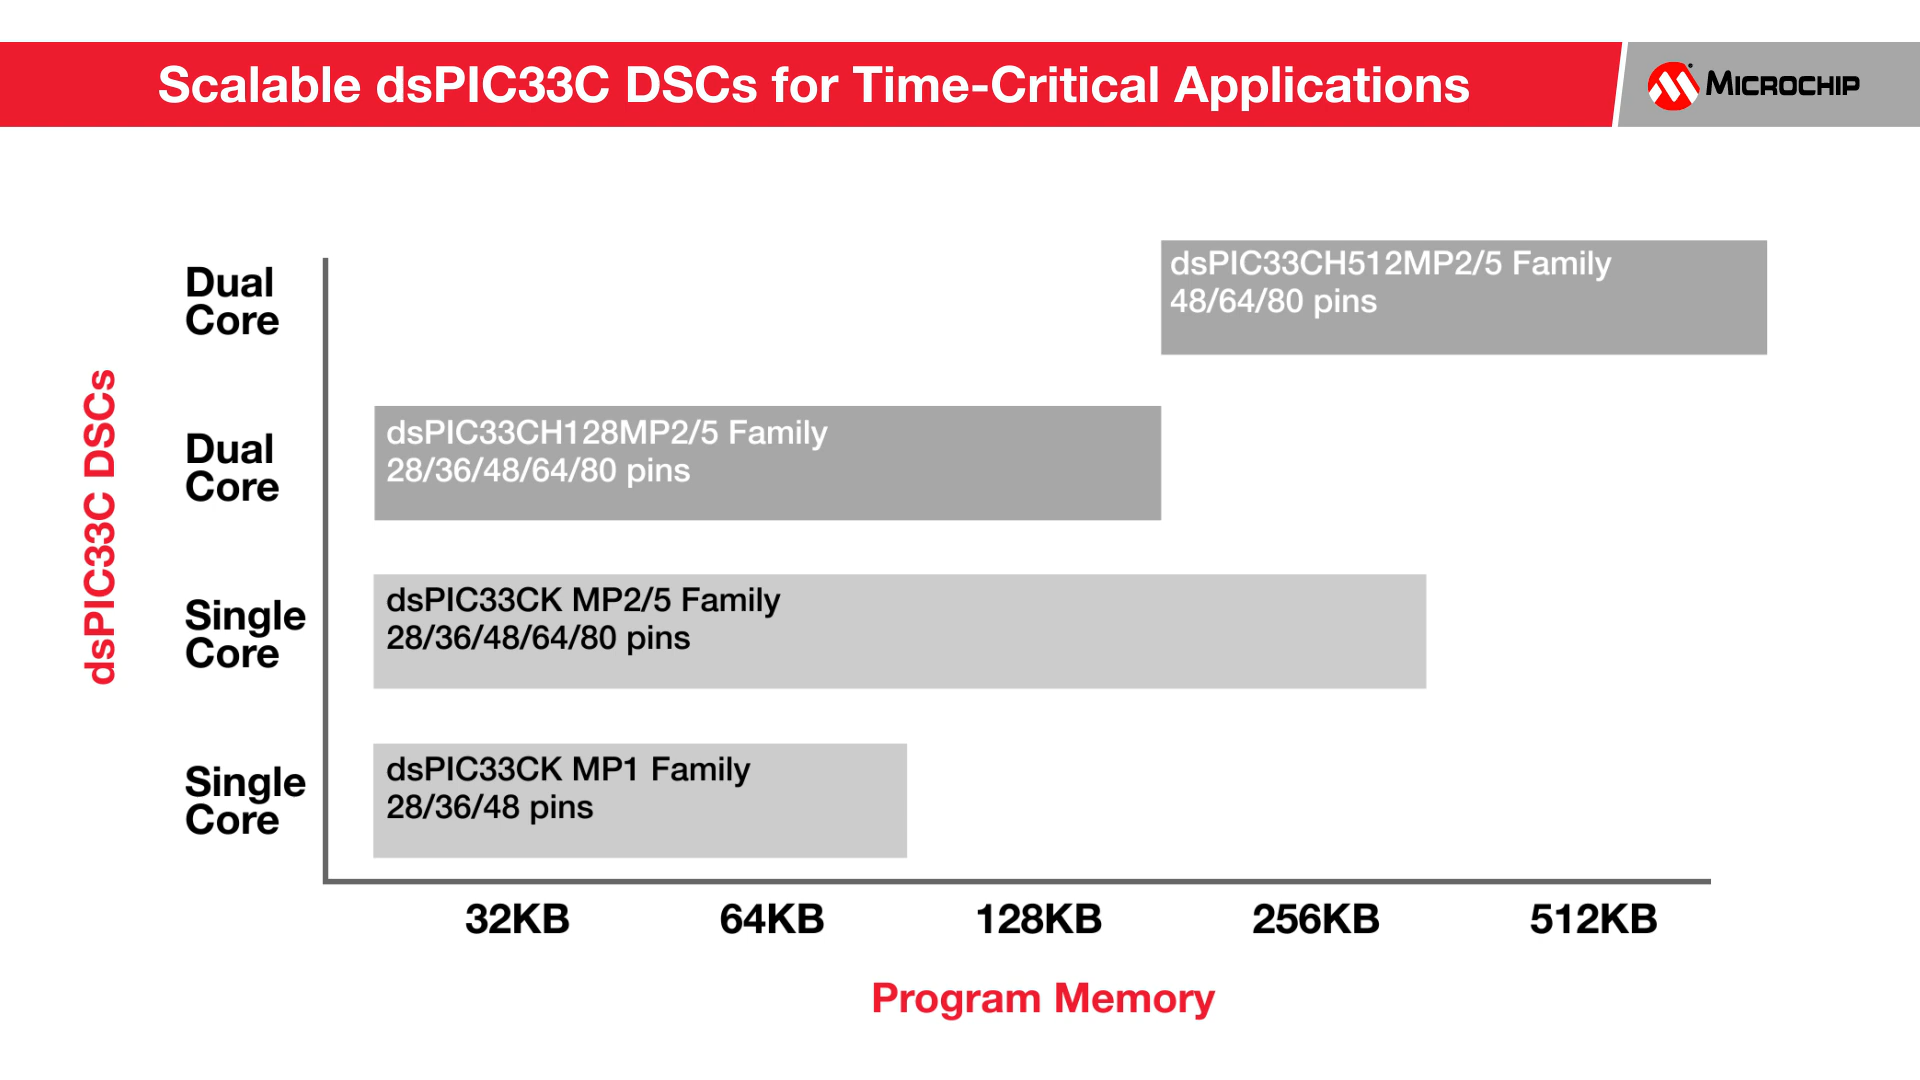 Scalable dsPIC33C DSCs for Time-Critical Applications
MICROCHIP
dsPIC33C DSCs
Dual
Core
dsPIC33CH512MP2/5 Family
48/64/80 pins
Dual
Core
dsPIC33CH128MP2/5 Family
28/36/48/64/80 pins
Single
Core
dsPIC33CK MP2/5 Family
28/36/48/64/80 pins
Single
Core
dsPIC33CK MP1 Family
28/36/48 pins
32KB 64KB 128KB 256KB 512KB
Program Memory